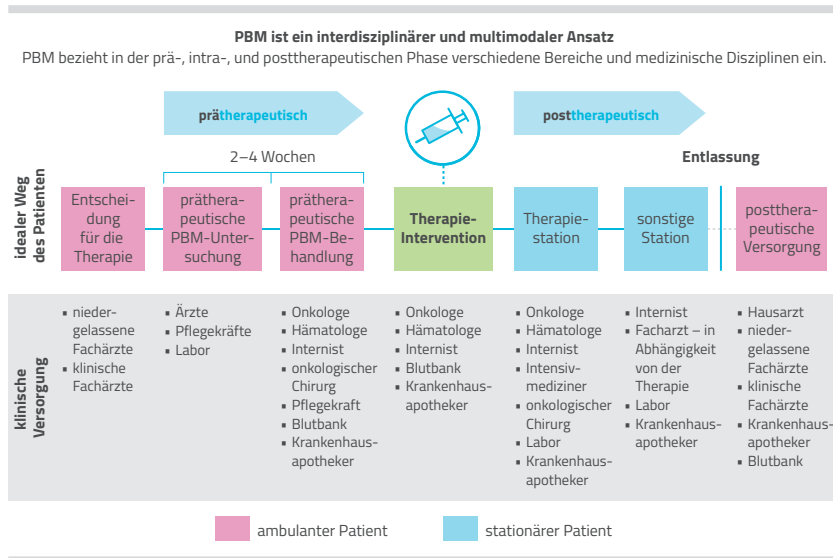 PBM ist ein interdisziplinärer und multimodaler Ansatz
PBM bezieht in der prä-, intra-, und posttherapeutischen Phase verschiedene Bereiche und medizinische Disziplinen ein.
prätherapeutisch
posttherapeutisch
2–4 Wochen
Entlassung
idealer Weg
des Patienten
Entschei-
dung
für die
Therapie
präthera-
peutische
PBM-Unter-
suchung
präthera-
peutische
PBM-Be-
handlung
Therapie-
Intervention
Therapie-
station
sonstige
Station
postthera-
peutische
Versorgung
klinische
Versorgung
▪ nieder-
gelassene
Fachärzte
▪ klinische
Fachärzte
▪ Ärzte
▪ Pflegekräfte
▪ Labor
▪ Onkologe
▪ Hämatologe
▪ Internist
▪ onkologischer
Chirurg
▪ Pflegekraft
▪ Blutbank
▪ Krankenhaus-
apotheker
▪ Onkologe
▪ Hämatologe
▪ Internist
▪ Blutbank
▪ Krankenhaus-
apotheker
▪ Onkologe
▪ Hämatologe
▪ Internist
▪ Intensiv-
mediziner
▪ onkologischer
Chirurg
▪ Labor
▪ Krankenhaus-
apotheker
▪ Internist
▪ Facharzt – in
Abhängigkeit
von der
Therapie
▪ Labor
▪ Krankenhaus-
apotheker
▪ Hausarzt
▪ nieder-
gelassene
Fachärzte
▪ klinische
Fachärzte
▪ Krankenhaus-
apotheker
▪ Blutbank
ambulanter Patient
stationärer Patient